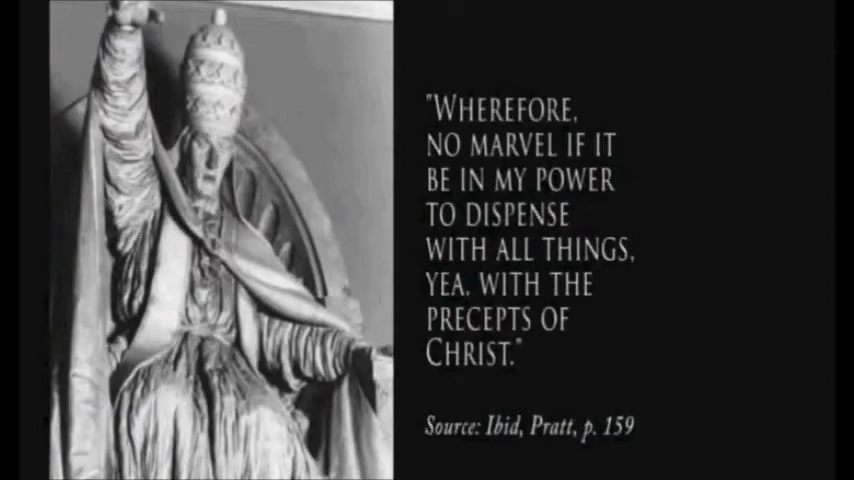 "WHEREFORE,
NO MARVEL IF IT
BE IN MY POWER
TO DISPENSE
WITH ALL THINGS,
YEA, WITH THE
PRECEPTS OF
CHRIST."
Source: Ibid, Pratt, p. 159